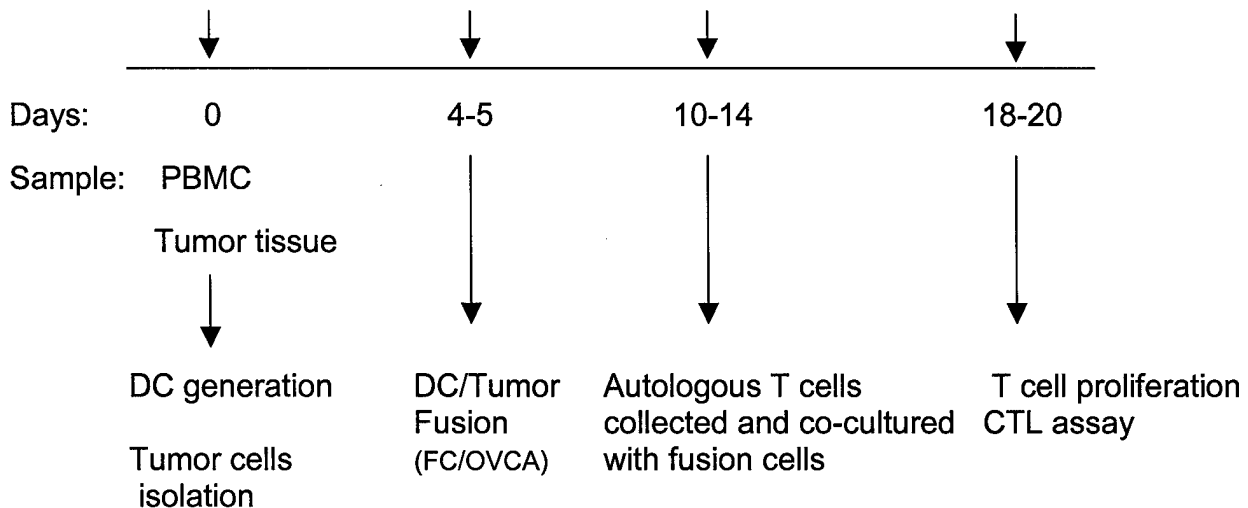 Days: 0 4-5 10-14 18-20
Sample: PBMC
Tumor tissue
DC generation
Tumor cells
isolation
DC/Tumor
Fusion
(FC/OVCA)
Autologous T cells
collected and co-cultured
with fusion cells
T cell proliferation
CTL assay